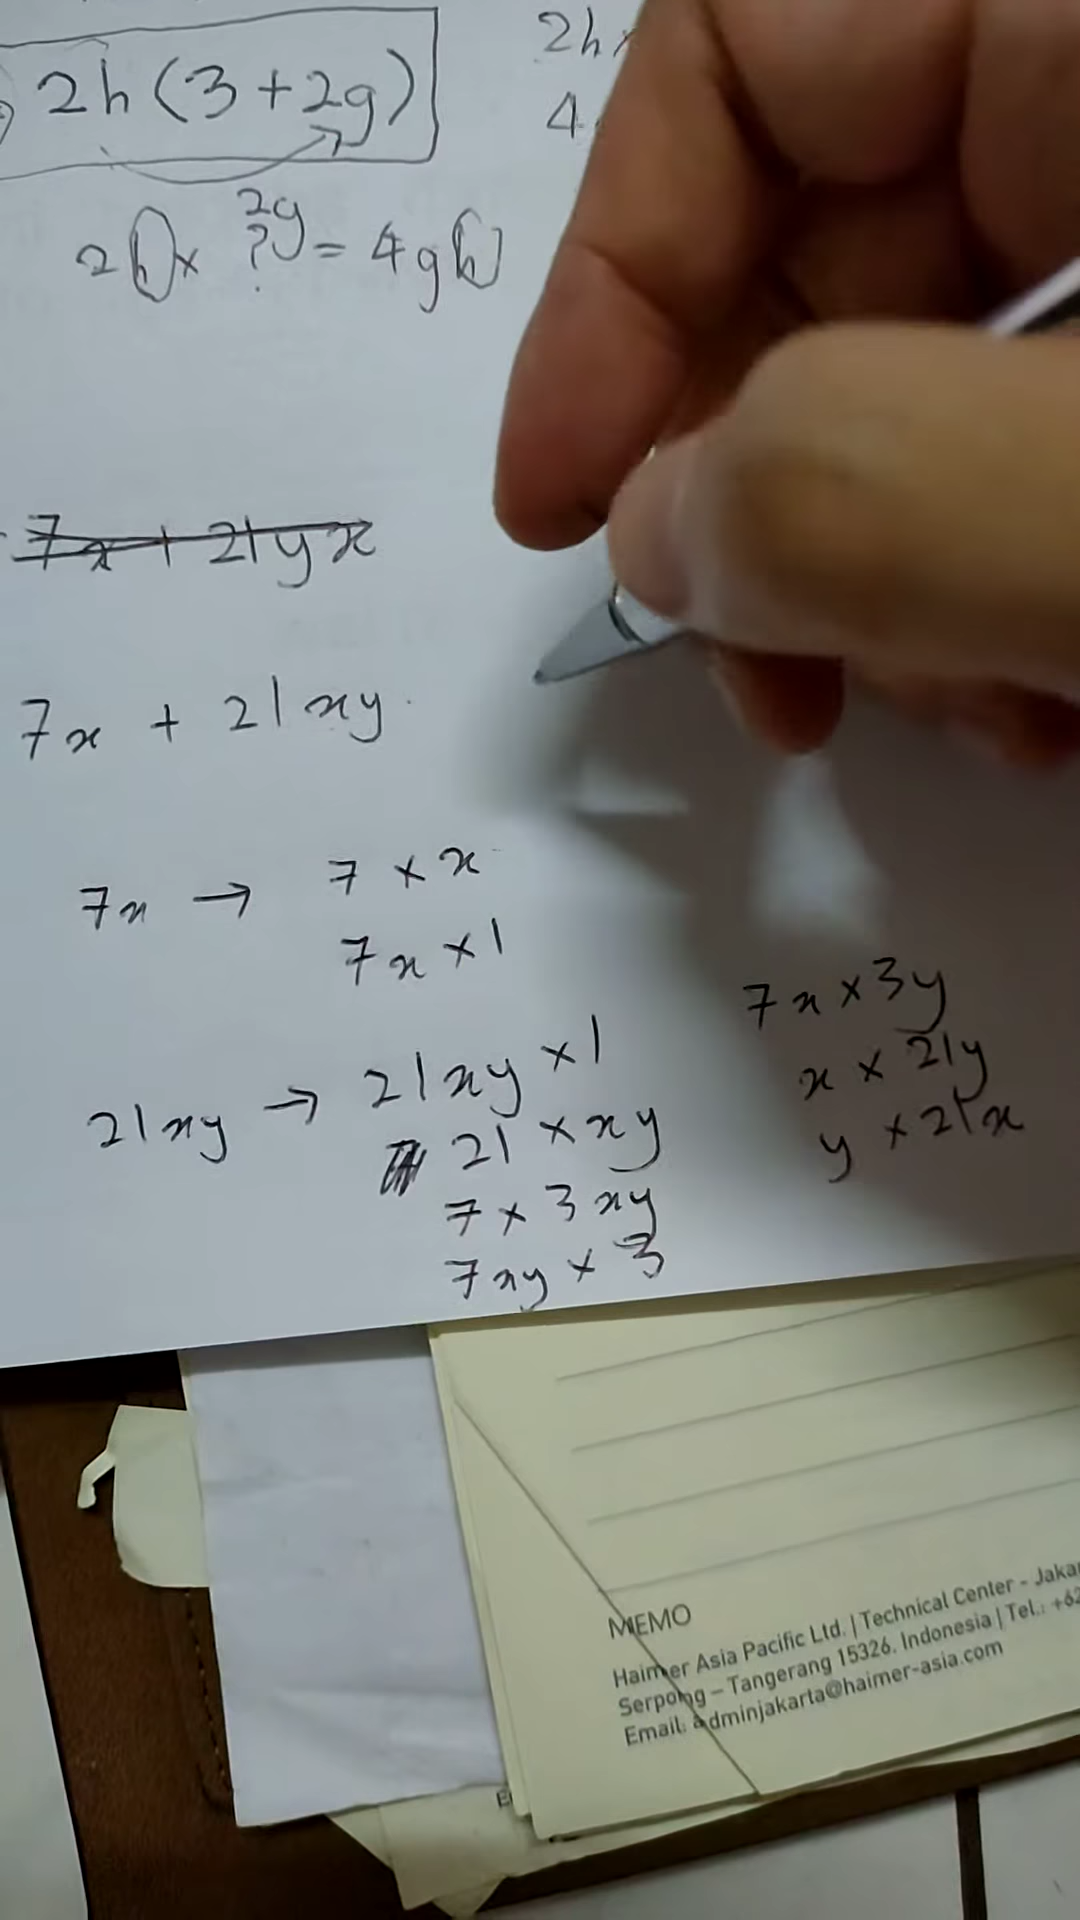 2h(3+2g)
2h
4
2g
2h × ? = 4gh
7x + 21yx
7x + 21xy
7x → 7 × x
7x × 1
21xy → 21xy × 1
21 × xy
7 × 3xy
7xy × 3
7x × 3y
x × 21y
y × 21x
MEMO
Haimer Asia Pacific Ltd. | Technical Center - Jaka
Serpong – Tangerang 15326. Indonesia | Tel.: +62
Email: adminjakarta@haimer-asia.com